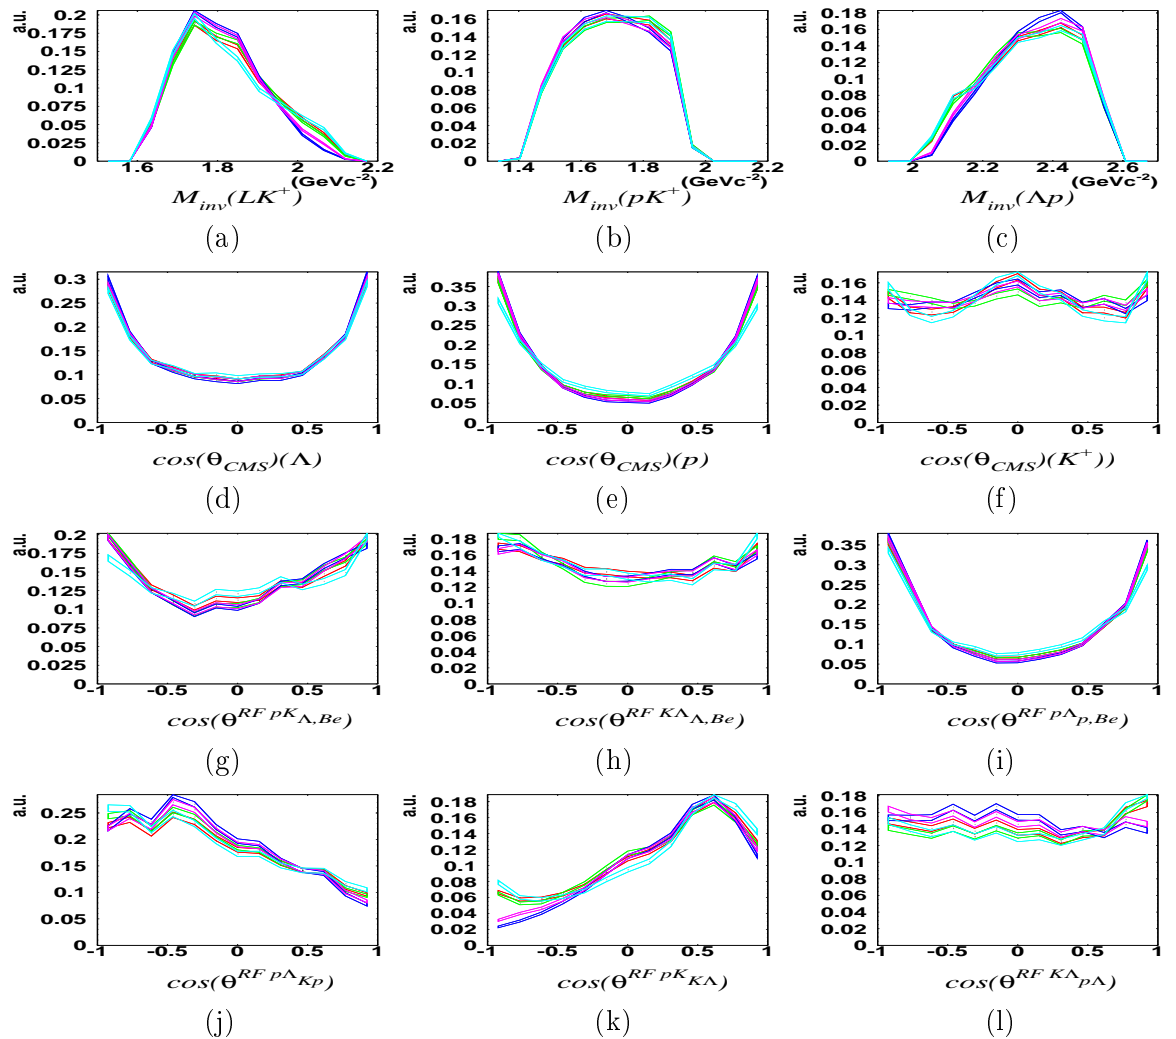 a.u. 0.2 0.175 0.15 0.125 0.1 0.075 0.05 0.025 0
1.6 1.8 2 2.2
(GeVc⁻²)
M_inv(LK⁺)
(a)
a.u. 0.16 0.14 0.12 0.1 0.08 0.06 0.04 0.02 0
1.4 1.6 1.8 2 2.2
(GeVc⁻²)
M_inv(pK⁺)
(b)
a.u. 0.18 0.16 0.14 0.12 0.1 0.08 0.06 0.04 0.02 0
2 2.2 2.4 2.6
(GeVc⁻²)
M_inv(Λp)
(c)
a.u. 0.3 0.25 0.2 0.15 0.1 0.05 0
-1 -0.5 0 0.5 1
cos(Θ_CMS)(Λ)
(d)
a.u. 0.35 0.3 0.25 0.2 0.15 0.1 0.05 0
-1 -0.5 0 0.5 1
cos(Θ_CMS)(p)
(e)
a.u. 0.16 0.14 0.12 0.1 0.08 0.06 0.04 0.02 0
-1 -0.5 0 0.5 1
cos(Θ_CMS)(K⁺))
(f)
a.u. 0.2 0.175 0.15 0.125 0.1 0.075 0.05 0.025 0
-1 -0.5 0 0.5 1
cos(Θ^RF pK_Λ,Be)
(g)
a.u. 0.18 0.16 0.14 0.12 0.1 0.08 0.06 0.04 0.02 0
-1 -0.5 0 0.5 1
cos(Θ^RF KΛ_Λ,Be)
(h)
a.u. 0.35 0.3 0.25 0.2 0.15 0.1 0.05 0
-1 -0.5 0 0.5 1
cos(Θ^RF pΛ_p,Be)
(i)
a.u. 0.25 0.2 0.15 0.1 0.05 0
-1 -0.5 0 0.5 1
cos(Θ^RF pΛ_Kp)
(j)
a.u. 0.18 0.16 0.14 0.12 0.1 0.08 0.06 0.04 0.02 0
-1 -0.5 0 0.5 1
cos(Θ^RF pK_KΛ)
(k)
a.u. 0.18 0.16 0.14 0.12 0.1 0.08 0.06 0.04 0.02 0
-1 -0.5 0 0.5 1
cos(Θ^RF KΛ_pΛ)
(l)